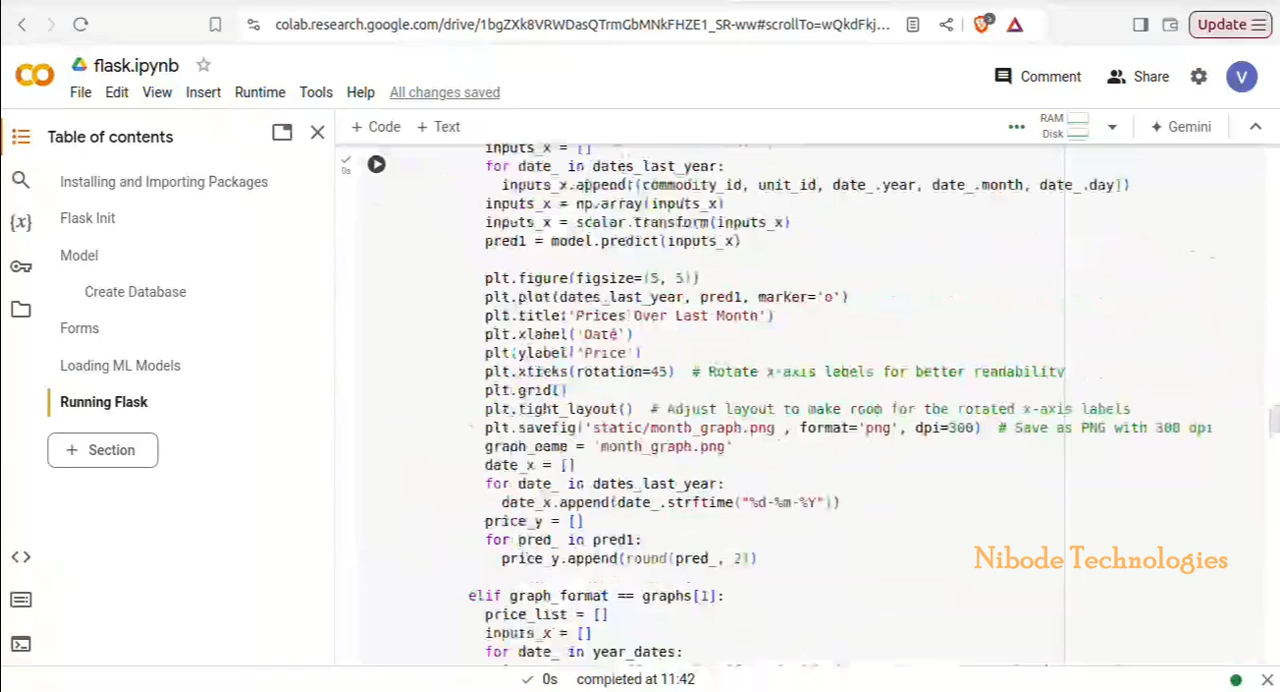 colab.research.google.com/drive/1bgZXk8VRWDasQTrmGbMNkFHZE1_SR-ww#scrollTo=wQkdFkj...
3
Update
CO
flask.ipynb
File Edit View Insert Runtime Tools Help All changes saved
Comment Share V
Table of contents
+ Code + Text
RAM
Disk
Gemini
Installing and Importing Packages
Flask Init
Model
Create Database
Forms
Loading ML Models
Running Flask
+ Section
{x}
0s
inputs_x = []
for date_ in dates_last_year:
inputs_x.append((commodity_id, unit_id, date_.year, date_.month, date_.day])
inputs_x = np.array(inputs_x)
inputs_x = scalar.transform(inputs_x)
pred1 = model.predict(inputs_x)
plt.figure(figsize=(5, 5))
plt.plot(dates_last_year, pred1, marker='o')
plt.title('Prices Over Last Month')
plt.xlabel('Date')
plt.ylabel('Price')
plt.xticks(rotation=45) # Rotate x-axis labels for better readability
plt.grid()
plt.tight_layout() # Adjust layout to make room for the rotated x-axis labels
plt.savefig('static/month_graph.png', format='png', dpi=300) # Save as PNG with 300 dpi
graph_name = 'month_graph.png'
date_x = []
for date_ in dates_last_year:
date_x.append(date_.strftime("%d-%m-%Y"))
price_y = []
for pred_ in pred1:
price_y.append(round(pred_, 2))
elif graph_format == graphs[1]:
price_list = []
inputs_x = []
for date_ in year_dates:
Nibode Technologies
0s completed at 11:42